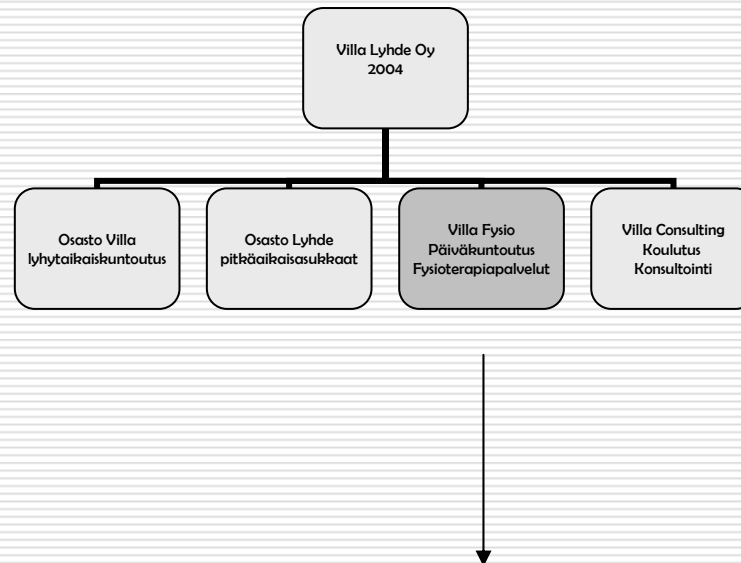 Villa Lyhde Oy
2004
Osasto Villa
lyhytaikaiskuntoutus
Osasto Lyhde
pitkäaikaisasukkaat
Villa Fysio
Päiväkuntoutus
Fysioterapiapalvelut
Villa Consulting
Koulutus
Konsultointi